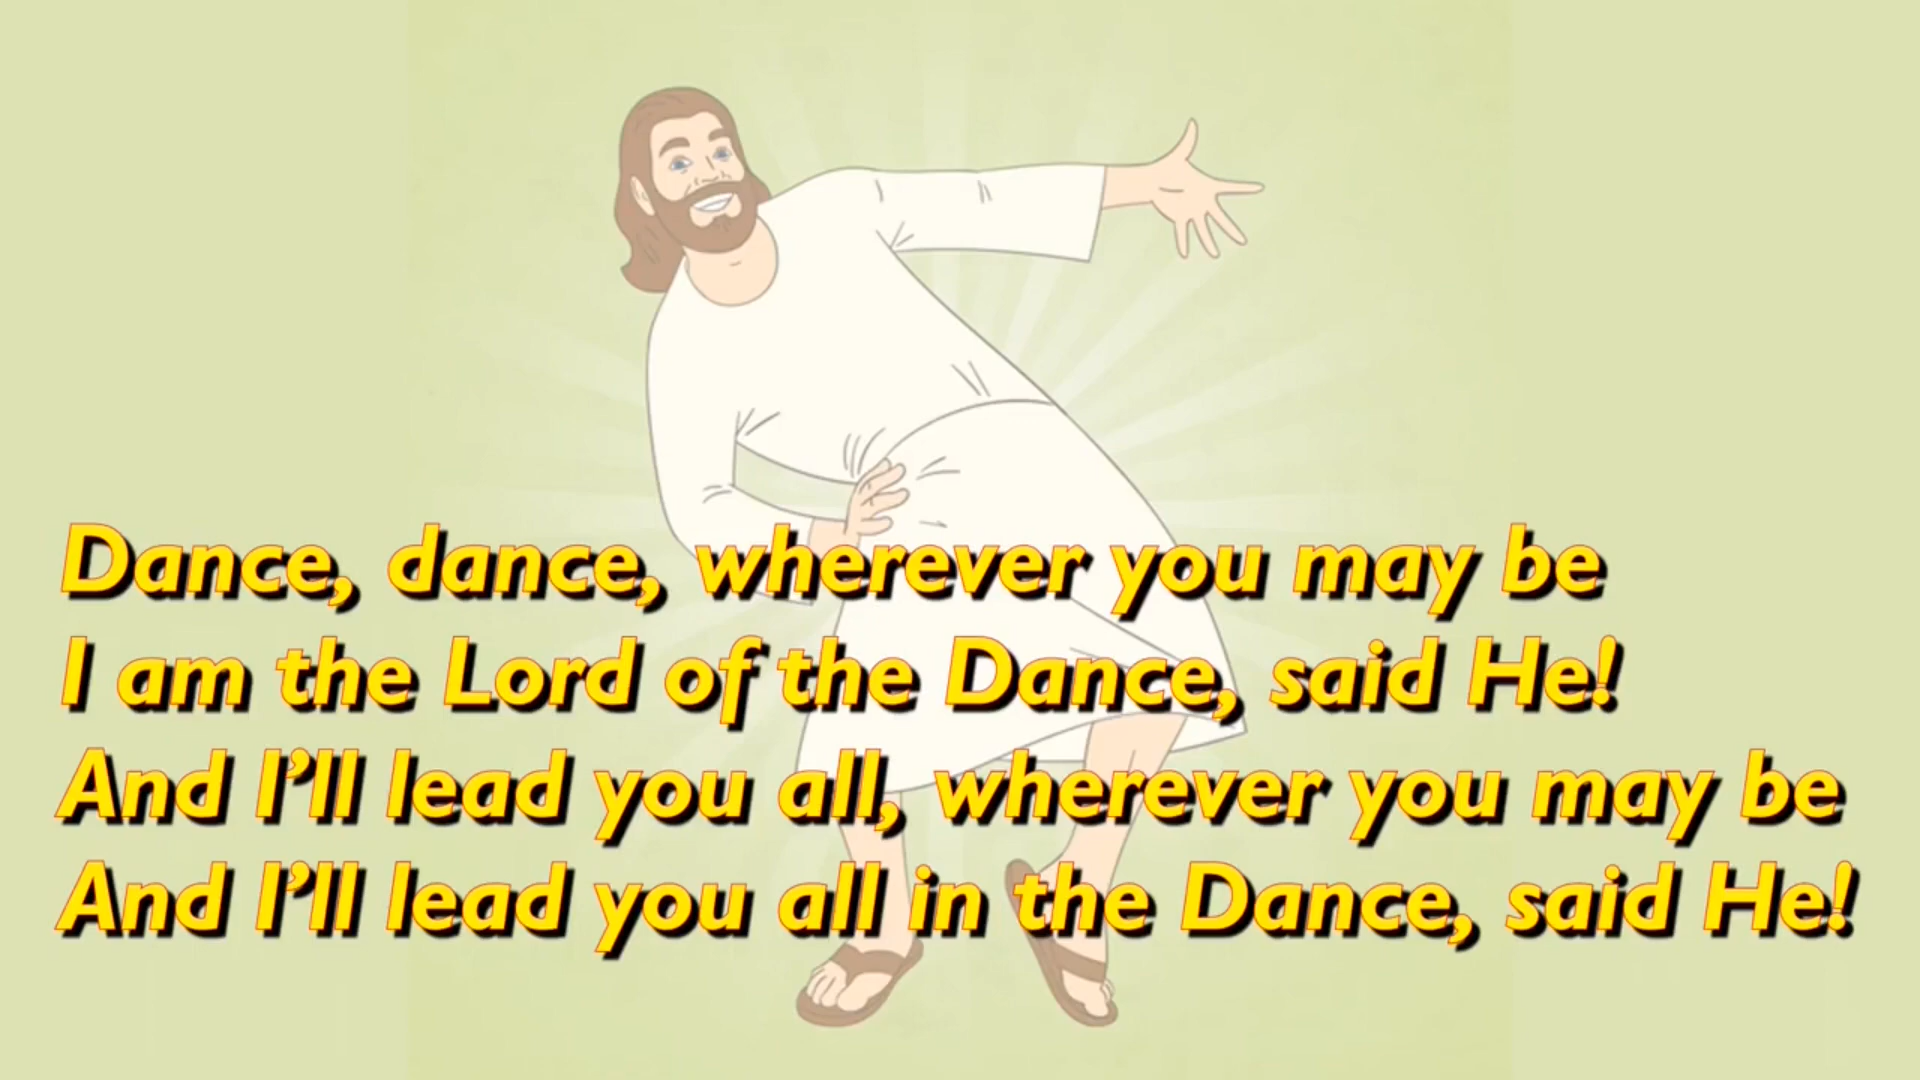 Dance, dance, wherever you may be
I am the Lord of the Dance, said He!
And I’ll lead you all, wherever you may be
And I’ll lead you all in the Dance, said He!